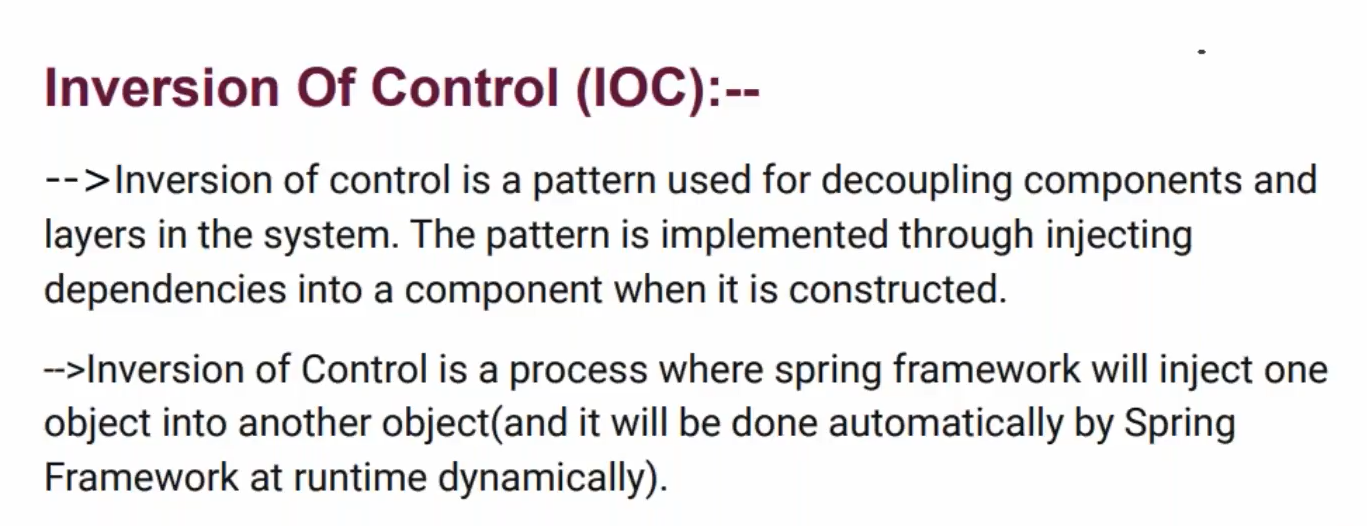 Inversion Of Control (IOC):--
-->Inversion of control is a pattern used for decoupling components and
layers in the system. The pattern is implemented through injecting
dependencies into a component when it is constructed.
-->Inversion of Control is a process where spring framework will inject one
object into another object(and it will be done automatically by Spring
Framework at runtime dynamically).